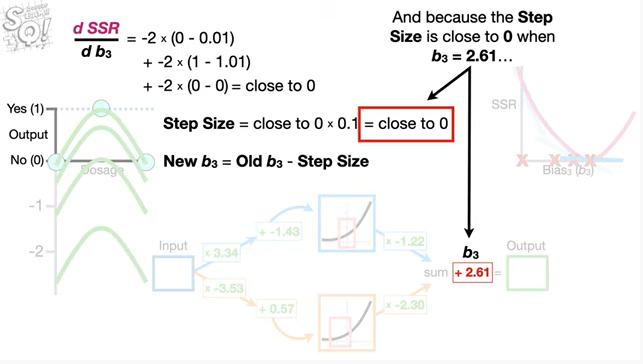 StatQuest!
d SSR
d b₃
= -2 × (0 - 0.01)
+ -2 × (1 - 1.01)
+ -2 × (0 - 0) = close to 0
And because the Step
Size is close to 0 when
b₃ = 2.61…
Step Size = close to 0 × 0.1 = close to 0
New b₃ = Old b₃ - Step Size
Yes (1)
Output
No (0)
Dosage
-1
-2
SSR
Bias₃ (b₃)
Input
× 3.34
+ -1.43
× -1.22
× -3.53
+ 0.57
× -2.30
b₃
sum + 2.61 =
Output